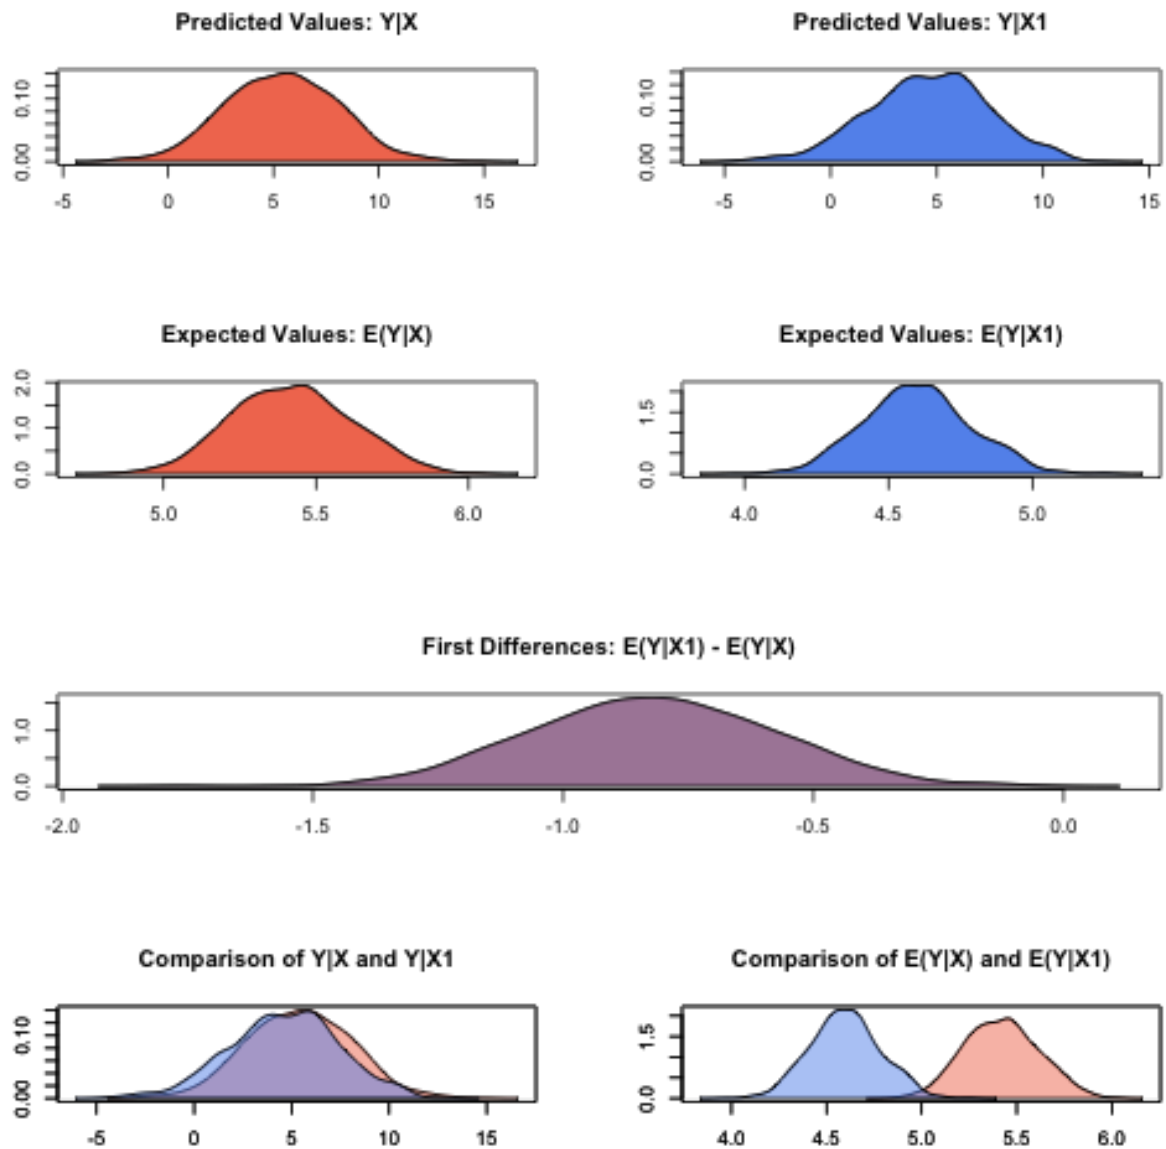 Predicted Values: Y|X
0.00 0.10
-5 0 5 10 15
Predicted Values: Y|X1
0.00 0.10
-5 0 5 10 15
Expected Values: E(Y|X)
0.0 1.0 2.0
5.0 5.5 6.0
Expected Values: E(Y|X1)
0.0 1.5
4.0 4.5 5.0
First Differences: E(Y|X1) - E(Y|X)
0.0 1.0
-2.0 -1.5 -1.0 -0.5 0.0
Comparison of Y|X and Y|X1
0.00 0.10
-5 0 5 10 15
Comparison of E(Y|X) and E(Y|X1)
0.0 1.5
4.0 4.5 5.0 5.5 6.0